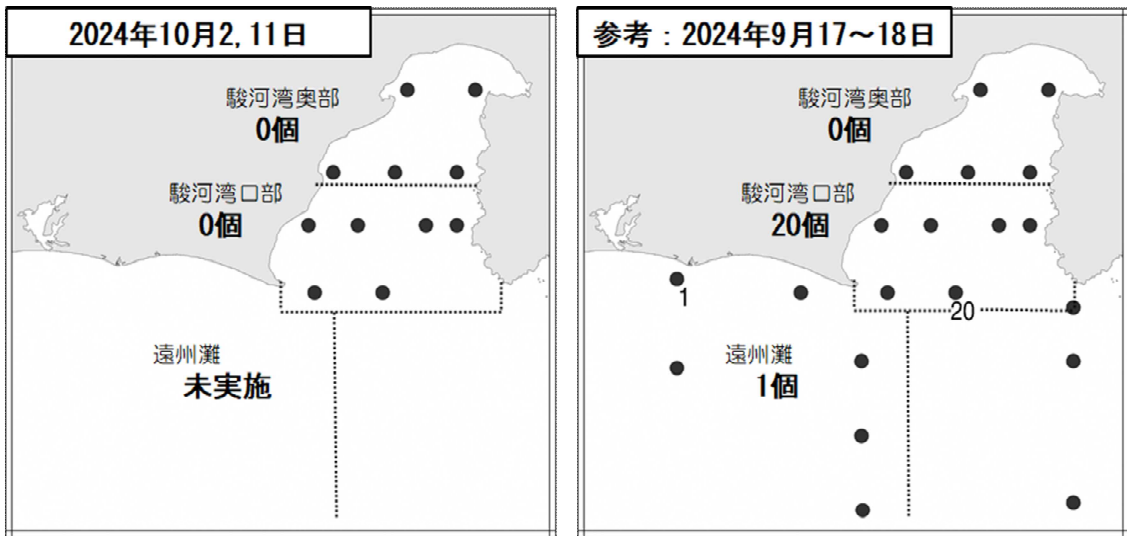 2024年10月2,11日
駿河湾奥部
0個
駿河湾口部
0個
遠州灘
未実施
参考：2024年9月17～18日
駿河湾奥部
0個
駿河湾口部
20個
1
20
遠州灘
1個